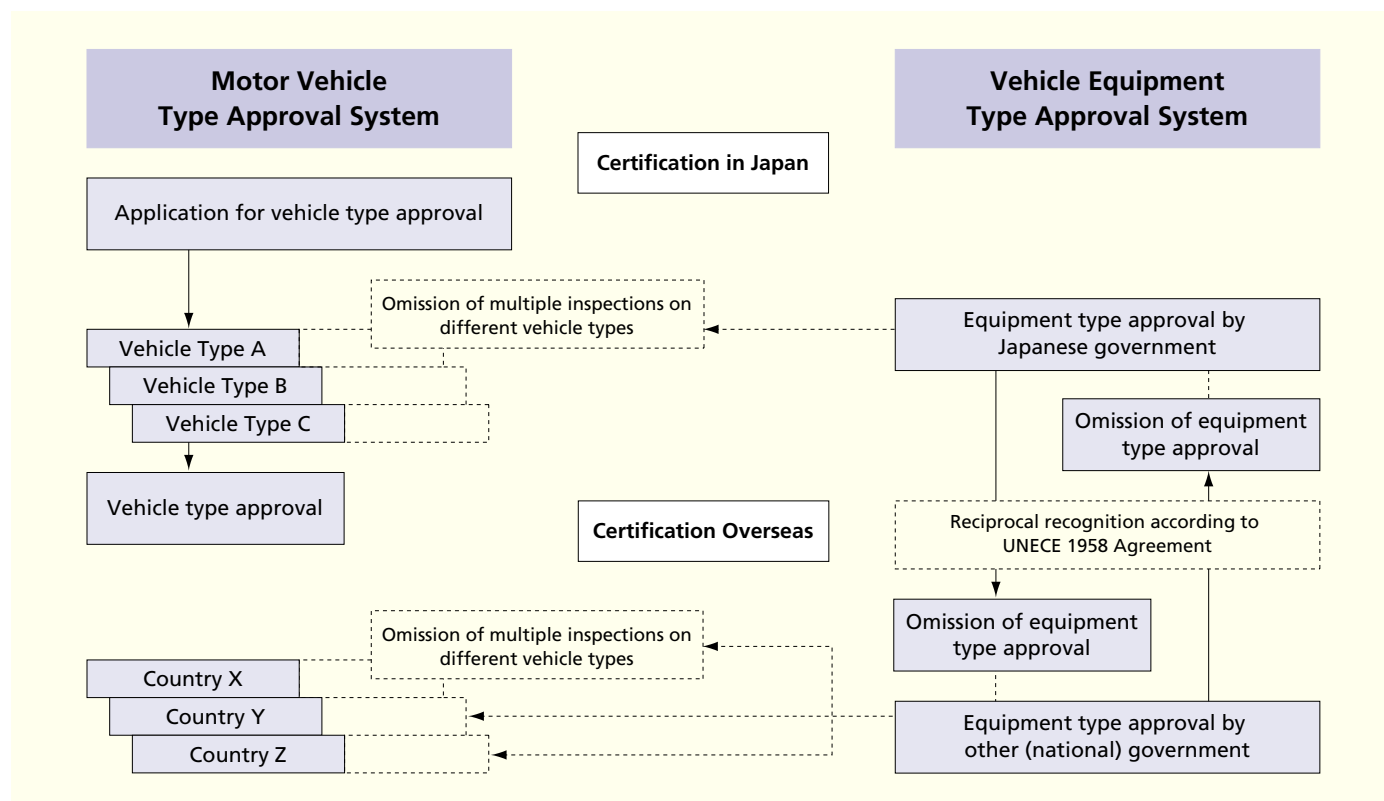 Motor Vehicle
Type Approval System
Vehicle Equipment
Type Approval System
Certification in Japan
Application for vehicle type approval
Omission of multiple inspections on
different vehicle types
Equipment type approval by
Japanese government
Vehicle Type A
Vehicle Type B
Vehicle Type C
Omission of equipment
type approval
Vehicle type approval
Certification Overseas
Reciprocal recognition according to
UNECE 1958 Agreement
Omission of equipment
type approval
Omission of multiple inspections on
different vehicle types
Country X
Country Y
Country Z
Equipment type approval by
other (national) government